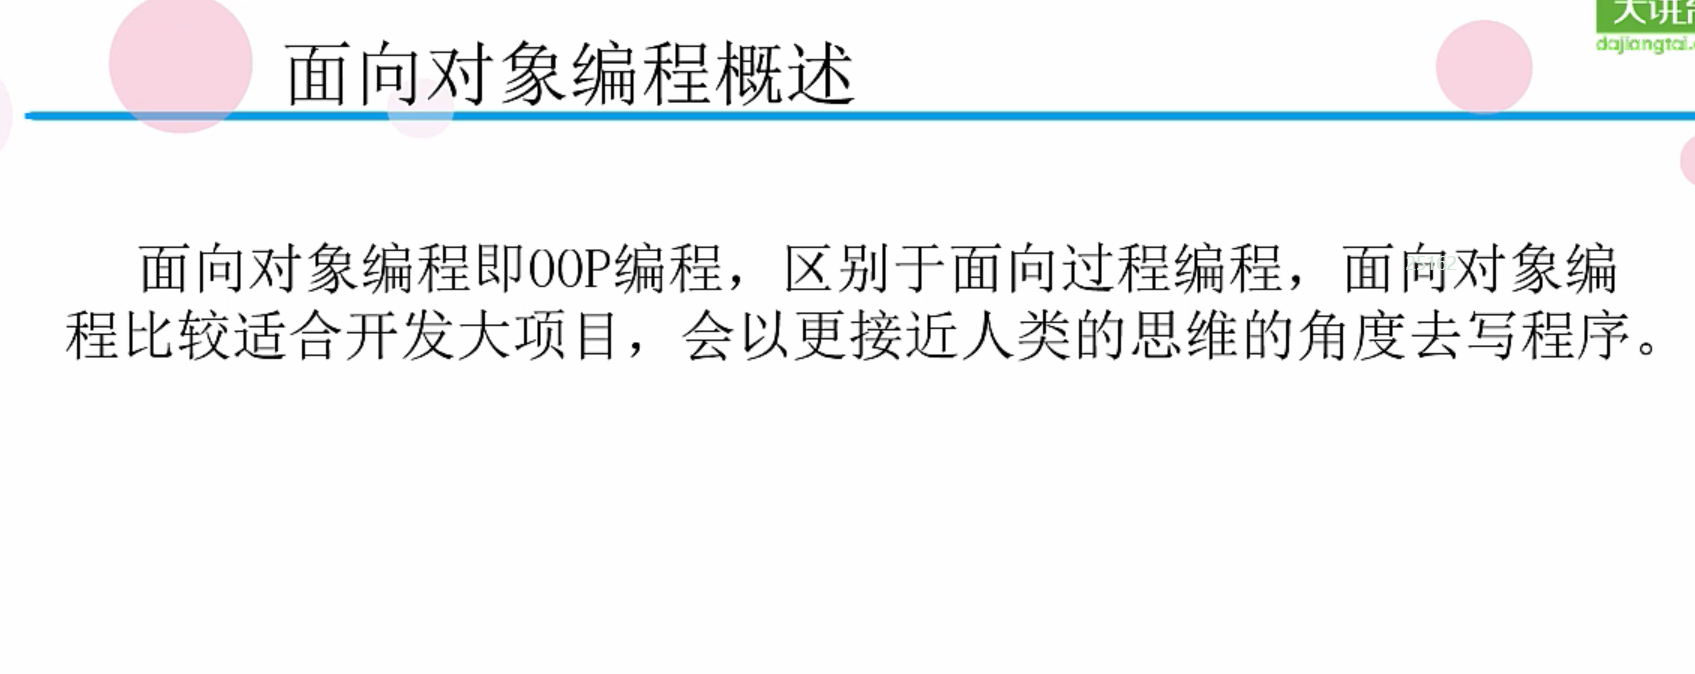 大讲
dajiangtai.
面向对象编程概述
面向对象编程即OOP编程，区别于面向过程编程，面向对象编
程比较适合开发大项目，会以更接近人类的思维的角度去写程序。